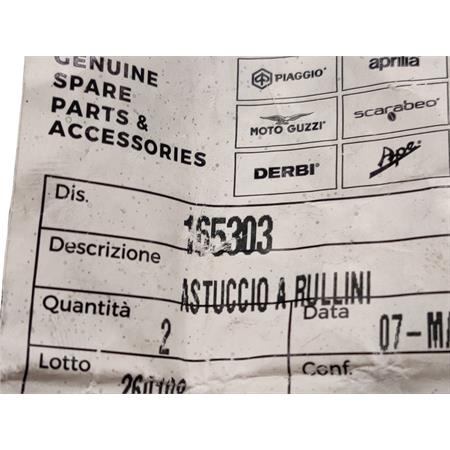 GENUINE
SPARE
PARTS &
ACCESSORIES
PIAGGIO
aprilia
MOTO GUZZI
scarabeo
DERBI
Ape
Dis.
165303
Descrizione
ASTUCCIO A RULLINI
Quantità
2
Data
07-MA
Lotto
Conf.